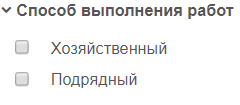 Способ выполнения работ
Хозяйственный
Подрядный